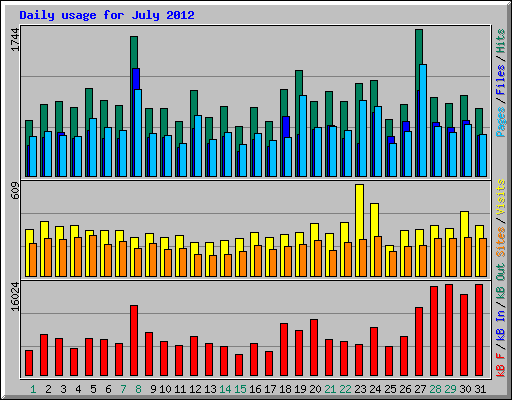 Daily usage for July 2012
1744
Pages / Files / Hits
609
Sites / Visits
16024
kB F / kB In / kB Out
1 2 3 4 5 6 7 8 9 10 11 12 13 14 15 16 17 18 19 20 21 22 23 24 25 26 27 28 29 30 31